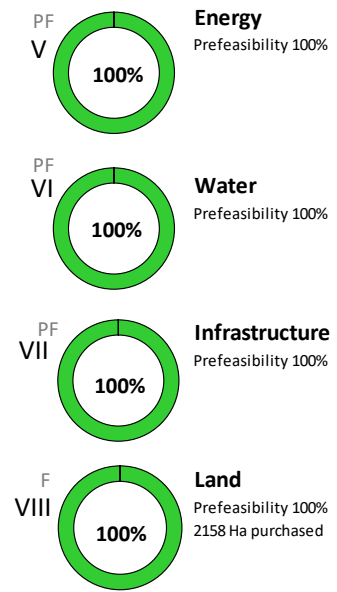 PF
V
100%
Energy
Prefeasibility 100%
PF
VI
100%
Water
Prefeasibility 100%
PF
VII
100%
Infrastructure
Prefeasibility 100%
F
VIII
100%
Land
Prefeasibility 100%
2158 Ha purchased